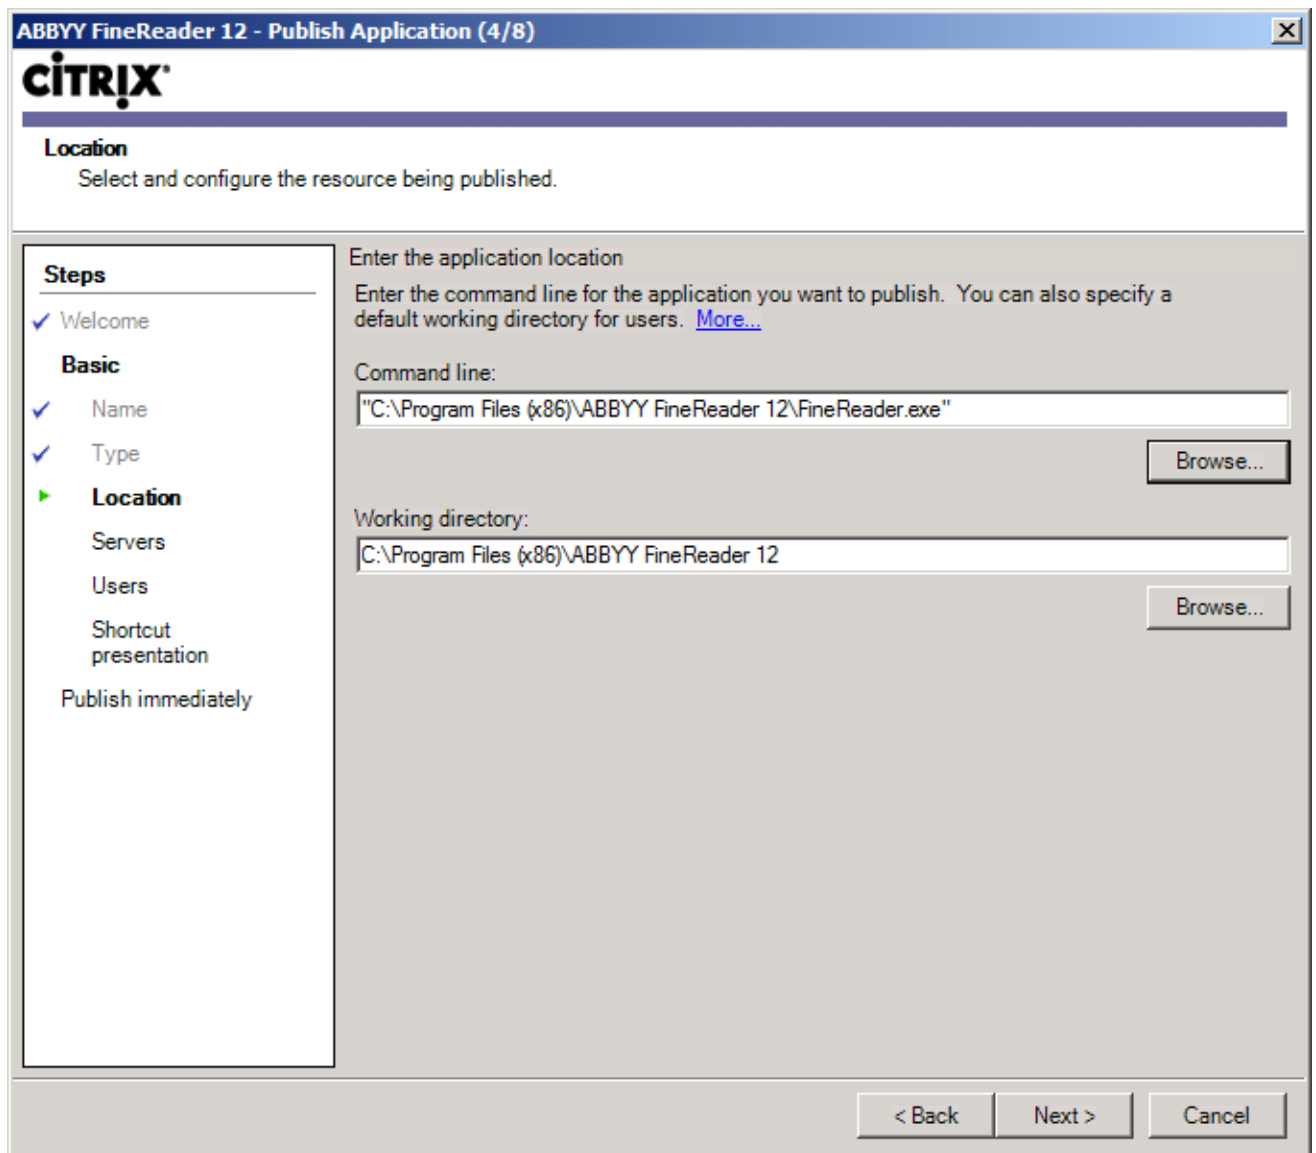 ABBYY FineReader 12 - Publish Application (4/8)
CİTRIX
Location
Select and configure the resource being published.
Steps
Welcome
Basic
Name
Type
Location
Servers
Users
Shortcut
presentation
Publish immediately
Enter the application location
Enter the command line for the application you want to publish.  You can also specify a
default working directory for users.  More...
Command line:
"C:\Program Files (x86)\ABBYY FineReader 12\FineReader.exe"
Browse...
Working directory:
C:\Program Files (x86)\ABBYY FineReader 12
Browse...
< Back
Next >
Cancel